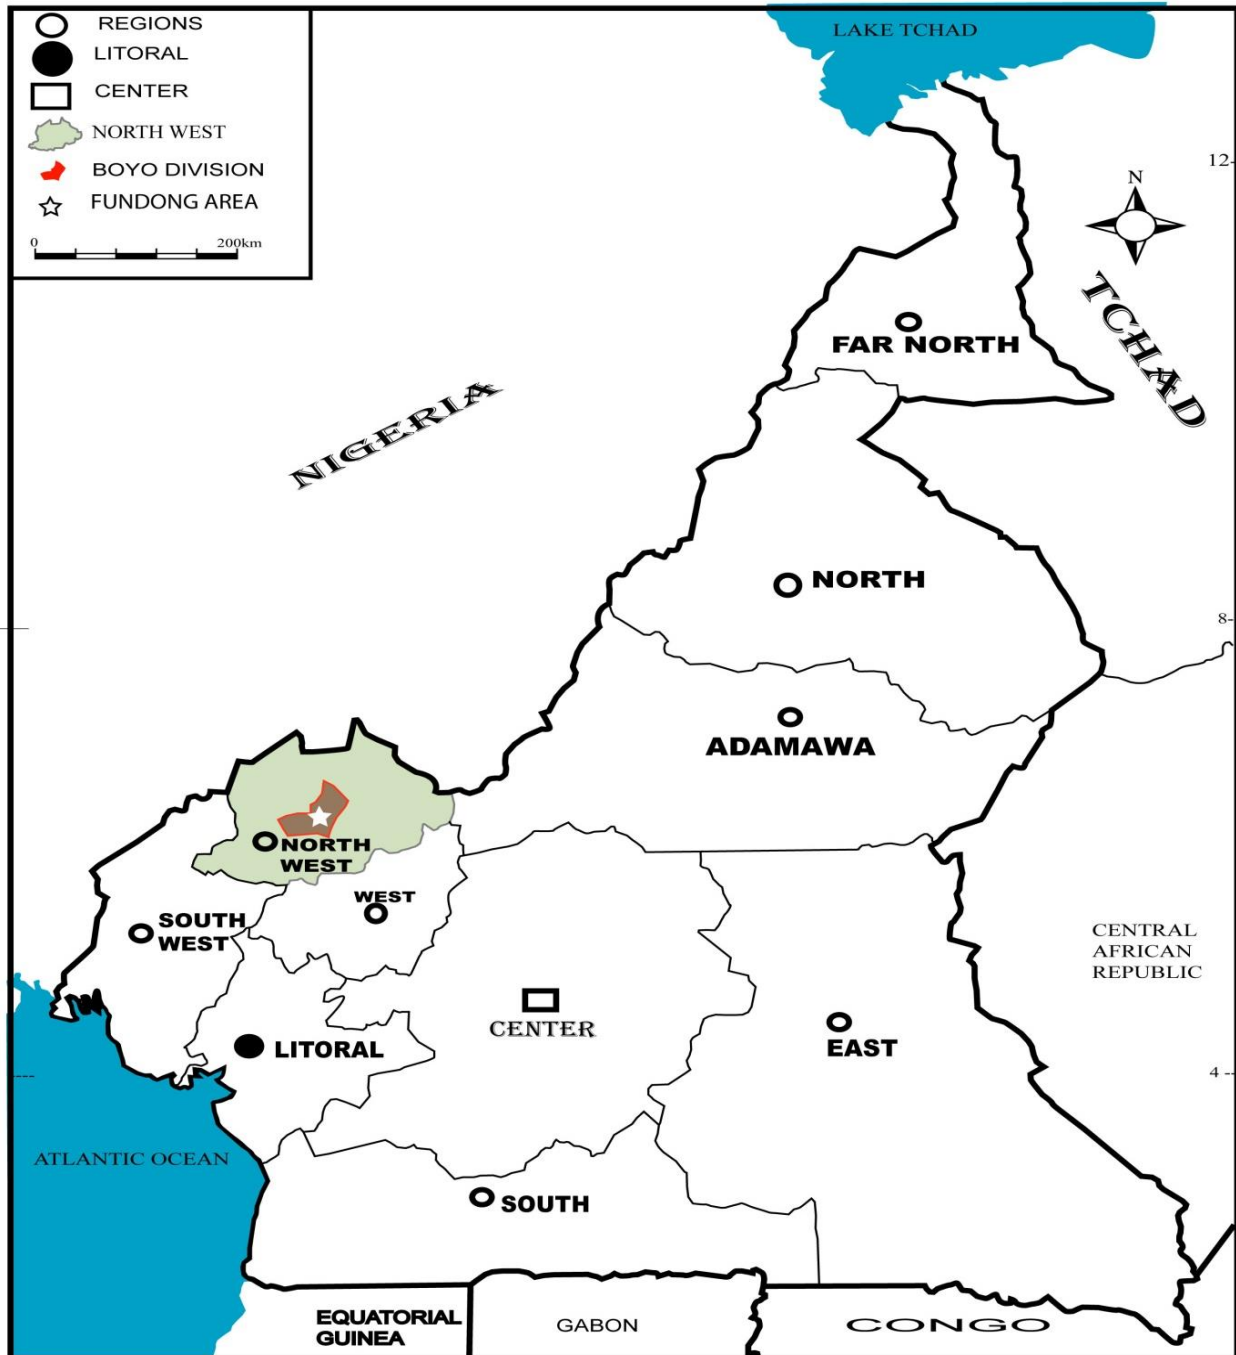 REGIONS
LITORAL
CENTER
NORTH WEST
BOYO DIVISION
FUNDONG AREA
0 200km
LAKE TCHAD
12-
N
TCHAD
FAR NORTH
NIGERIA
NORTH
8-
ADAMAWA
NORTH
WEST
WEST
SOUTH
WEST
CENTRAL
AFRICAN
REPUBLIC
CENTER
LITORAL
EAST
4 --
ATLANTIC OCEAN
SOUTH
EQUATORIAL
GUINEA
GABON
CONGO